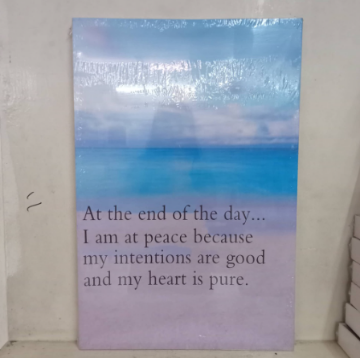 At the end of the day...
I am at peace because
my intentions are good
and my heart is pure.